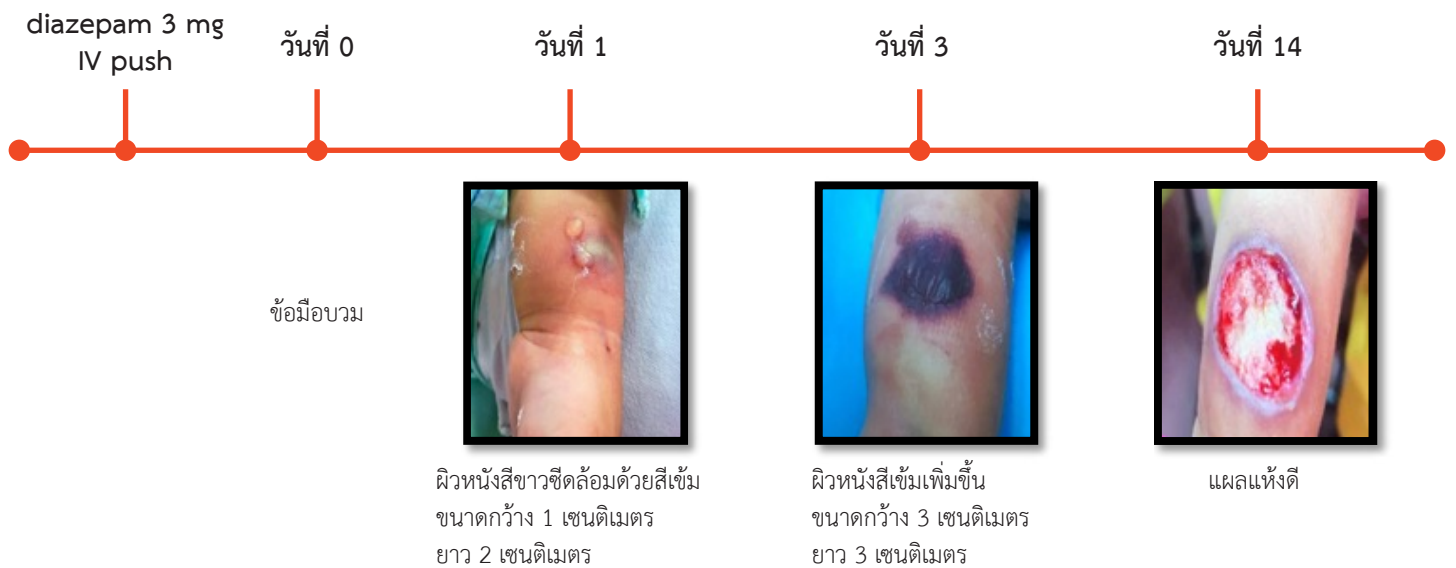 diazepam 3 mg
IV push
วันที่ 0
วันที่ 1
วันที่ 3
วันที่ 14
ข้อมือบวม
ผิวหนังสีขาวซีดล้อมด้วยสีเข้ม
ขนาดกว้าง 1 เซนติเมตร
ยาว 2 เซนติเมตร
ผิวหนังสีเข้มเพิ่มขึ้น
ขนาดกว้าง 3 เซนติเมตร
ยาว 3 เซนติเมตร
แผลแห้งดี